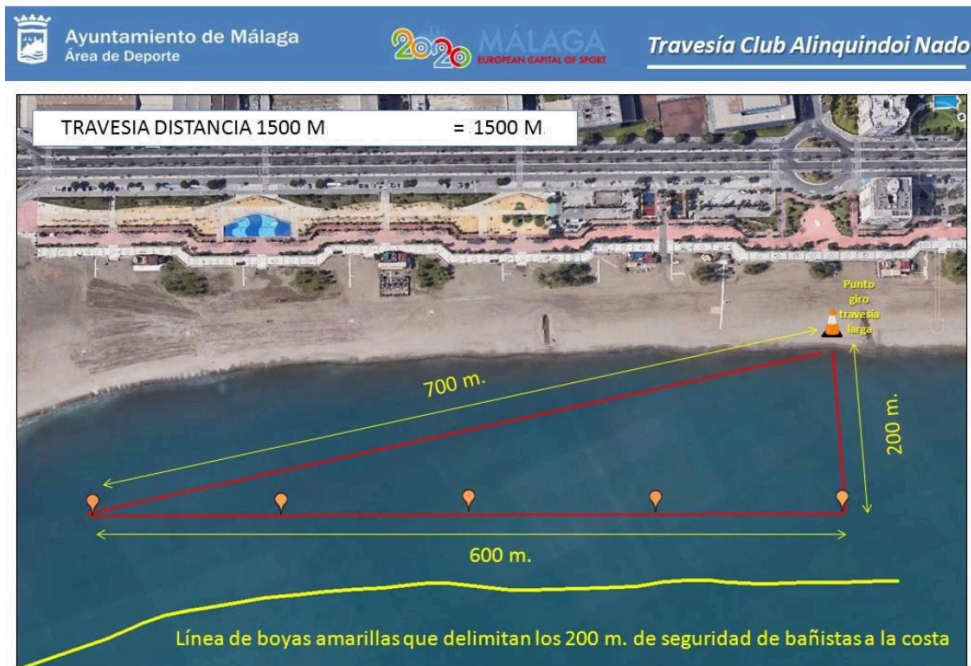 Ayuntamiento de Málaga
Área de Deporte
2020 MÁLAGA
EUROPEAN CAPITAL OF SPORT
Travesía Club Alinquindoi Nado
TRAVESIA DISTANCIA 1500 M = 1500 M
Punto
giro
travesía
larga
700 m.
200 m.
600 m.
Línea de boyas amarillas que delimitan los 200 m. de seguridad de bañistas a la costa